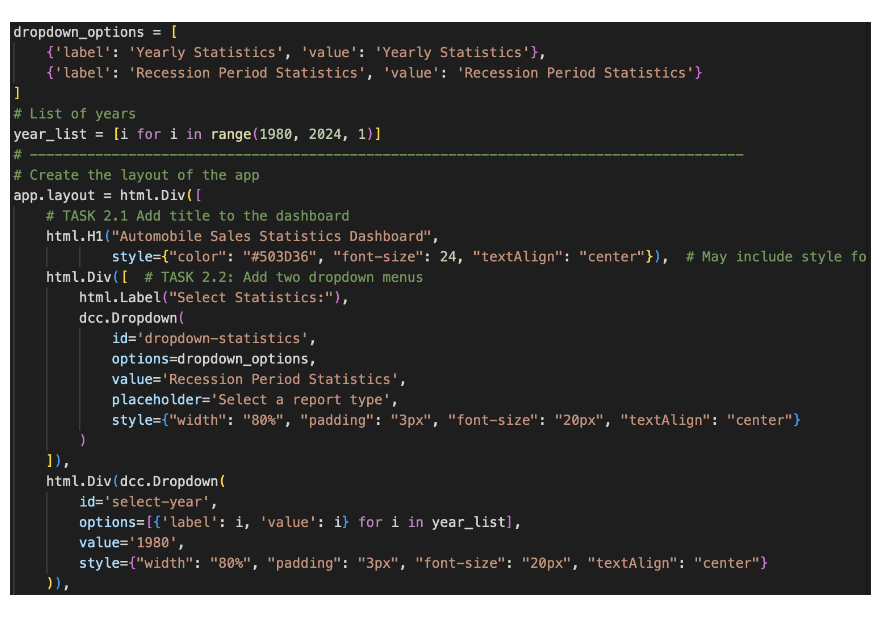 dropdown_options = [
    {'label': 'Yearly Statistics', 'value': 'Yearly Statistics'},
    {'label': 'Recession Period Statistics', 'value': 'Recession Period Statistics'}
]
# List of years
year_list = [i for i in range(1980, 2024, 1)]
# ---------------------------------------------------------------------------------------
# Create the layout of the app
app.layout = html.Div([
    # TASK 2.1 Add title to the dashboard
    html.H1("Automobile Sales Statistics Dashboard",
            style={"color": "#503D36", "font-size": 24, "textAlign": "center"}),  # May include style fo
    html.Div([  # TASK 2.2: Add two dropdown menus
        html.Label("Select Statistics:"),
        dcc.Dropdown(
            id='dropdown-statistics',
            options=dropdown_options,
            value='Recession Period Statistics',
            placeholder='Select a report type',
            style={"width": "80%", "padding": "3px", "font-size": "20px", "textAlign": "center"}
        )
    ]),
    html.Div(dcc.Dropdown(
        id='select-year',
        options=[{'label': i, 'value': i} for i in year_list],
        value='1980',
        style={"width": "80%", "padding": "3px", "font-size": "20px", "textAlign": "center"}
    )),